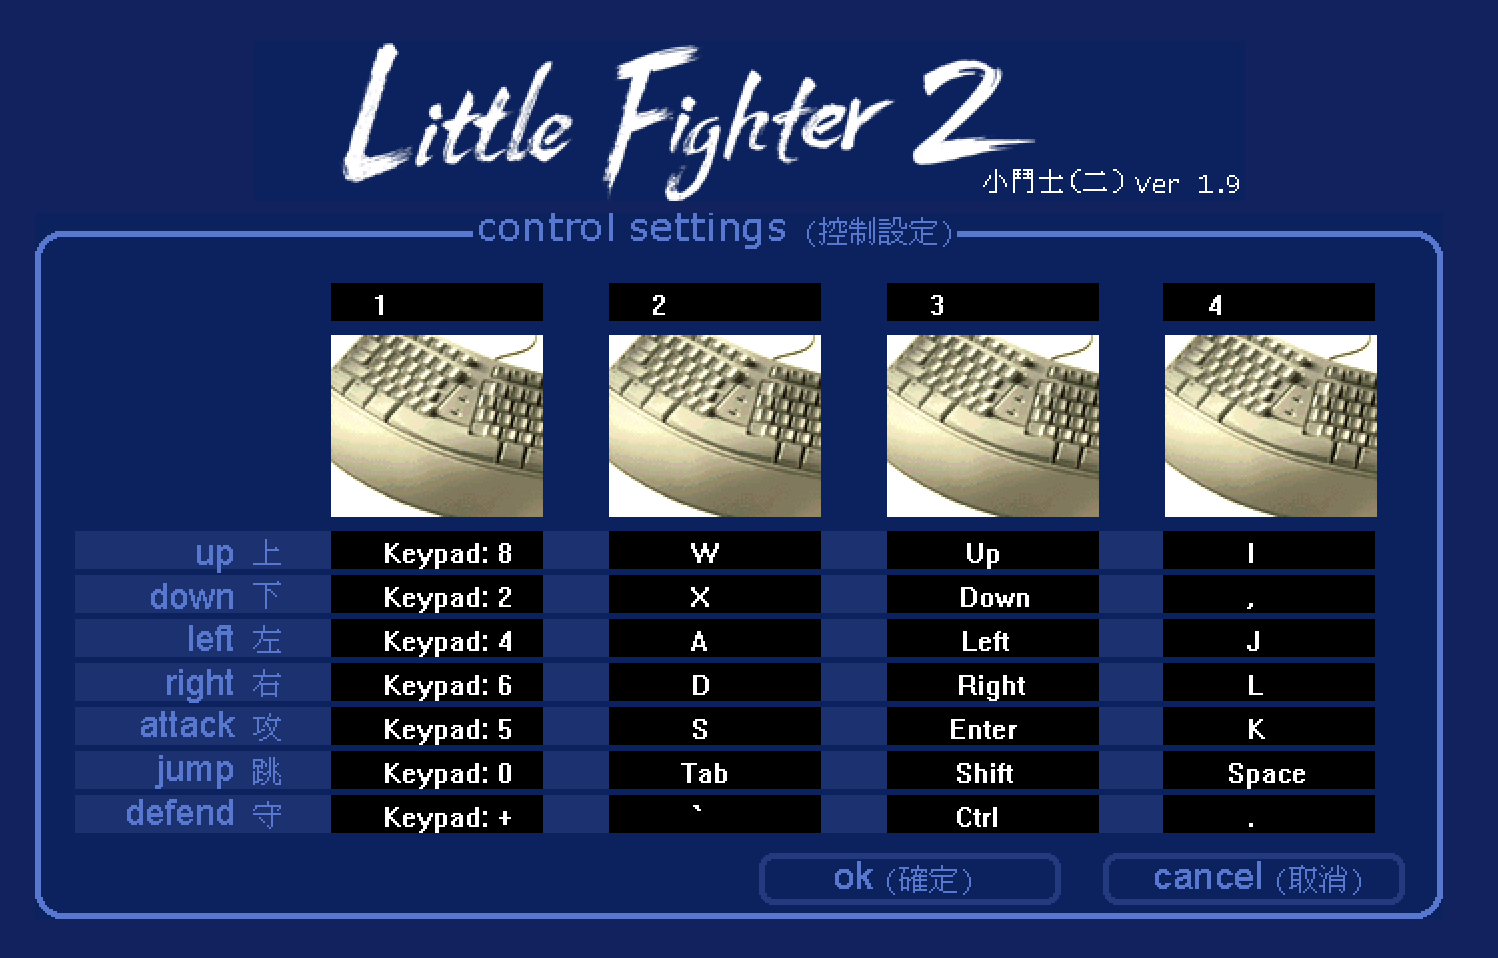 Little Fighter 2
小鬥士(二) ver 1.9
control settings (控制設定)
1 2 3 4
up 上 Keypad: 8 W Up I
down 下 Keypad: 2 X Down ,
left 左 Keypad: 4 A Left J
right 右 Keypad: 6 D Right L
attack 攻 Keypad: 5 S Enter K
jump 跳 Keypad: 0 Tab Shift Space
defend 守 Keypad: + ` Ctrl .
ok (確定) cancel (取消)